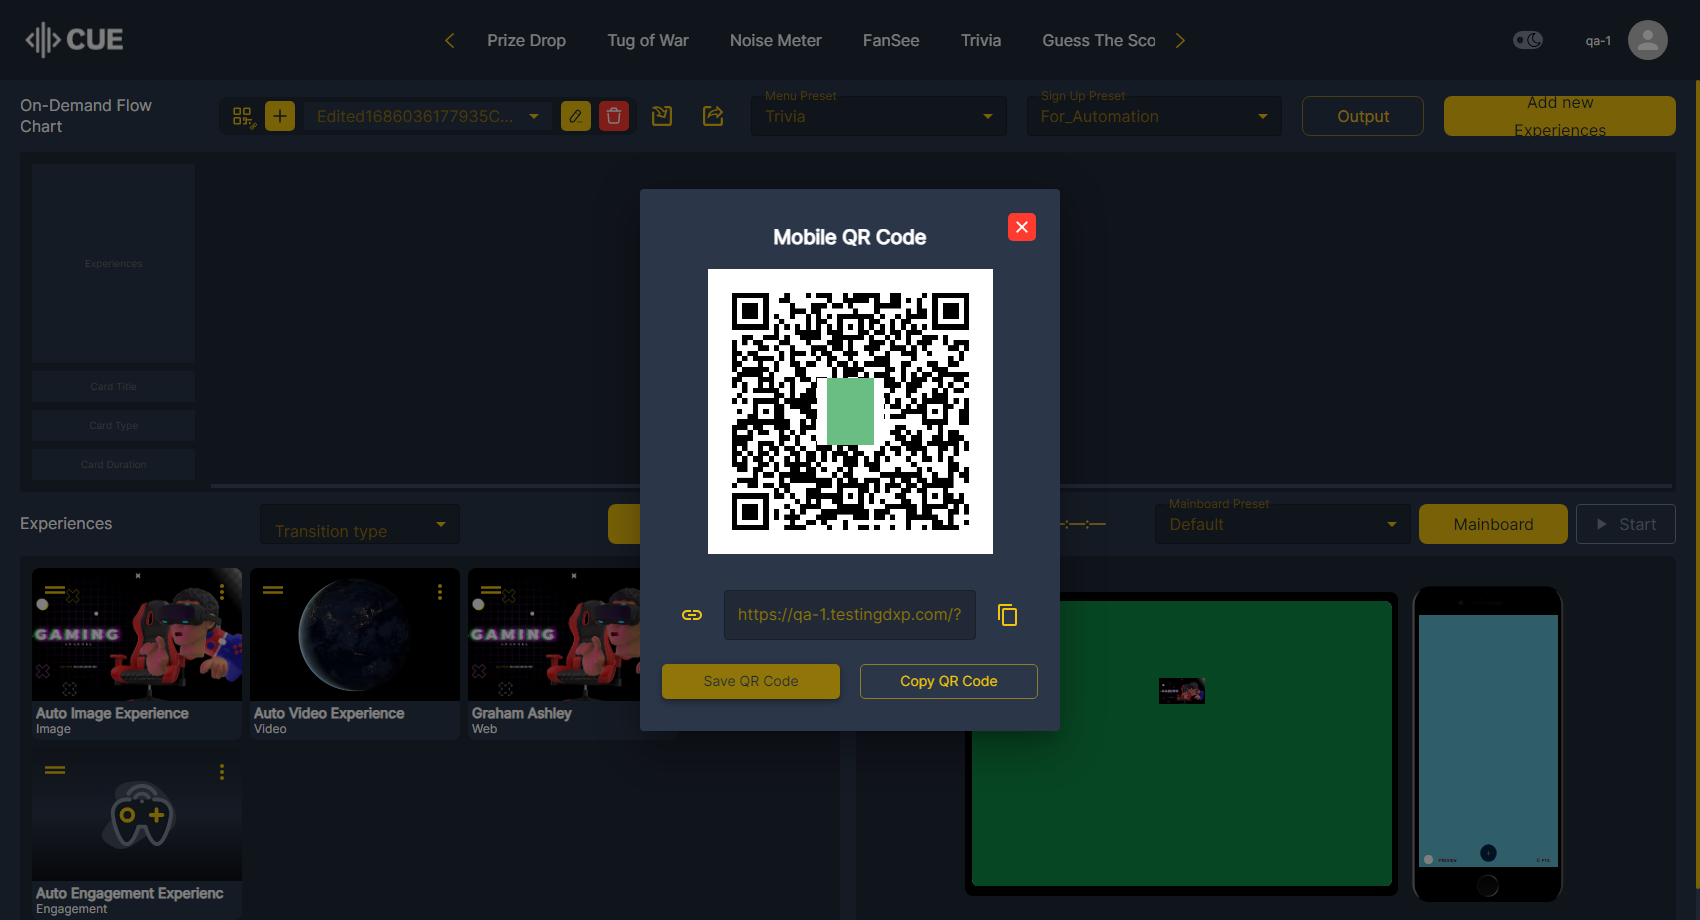 CUE
Prize Drop
Tug of War
Noise Meter
FanSee
Trivia
Guess The Sco
qa-1
On-Demand Flow
Chart
Edited1686036177935C...
Menu Preset
Trivia
Sign Up Preset
For_Automation
Output
Add new
Experiences
Experiences
Card Title
Card Type
Card Duration
Mobile QR Code
https://qa-1.testingdxp.com/?
Save QR Code
Copy QR Code
Experiences
Transition type
Mainboard Preset
Default
Mainboard
Start
GAMING
Auto Image Experience
Image
Auto Video Experience
Video
GAMING
Graham Ashley
Web
Auto Engagement Experienc
Engagement
PREVIEW
0 PTS